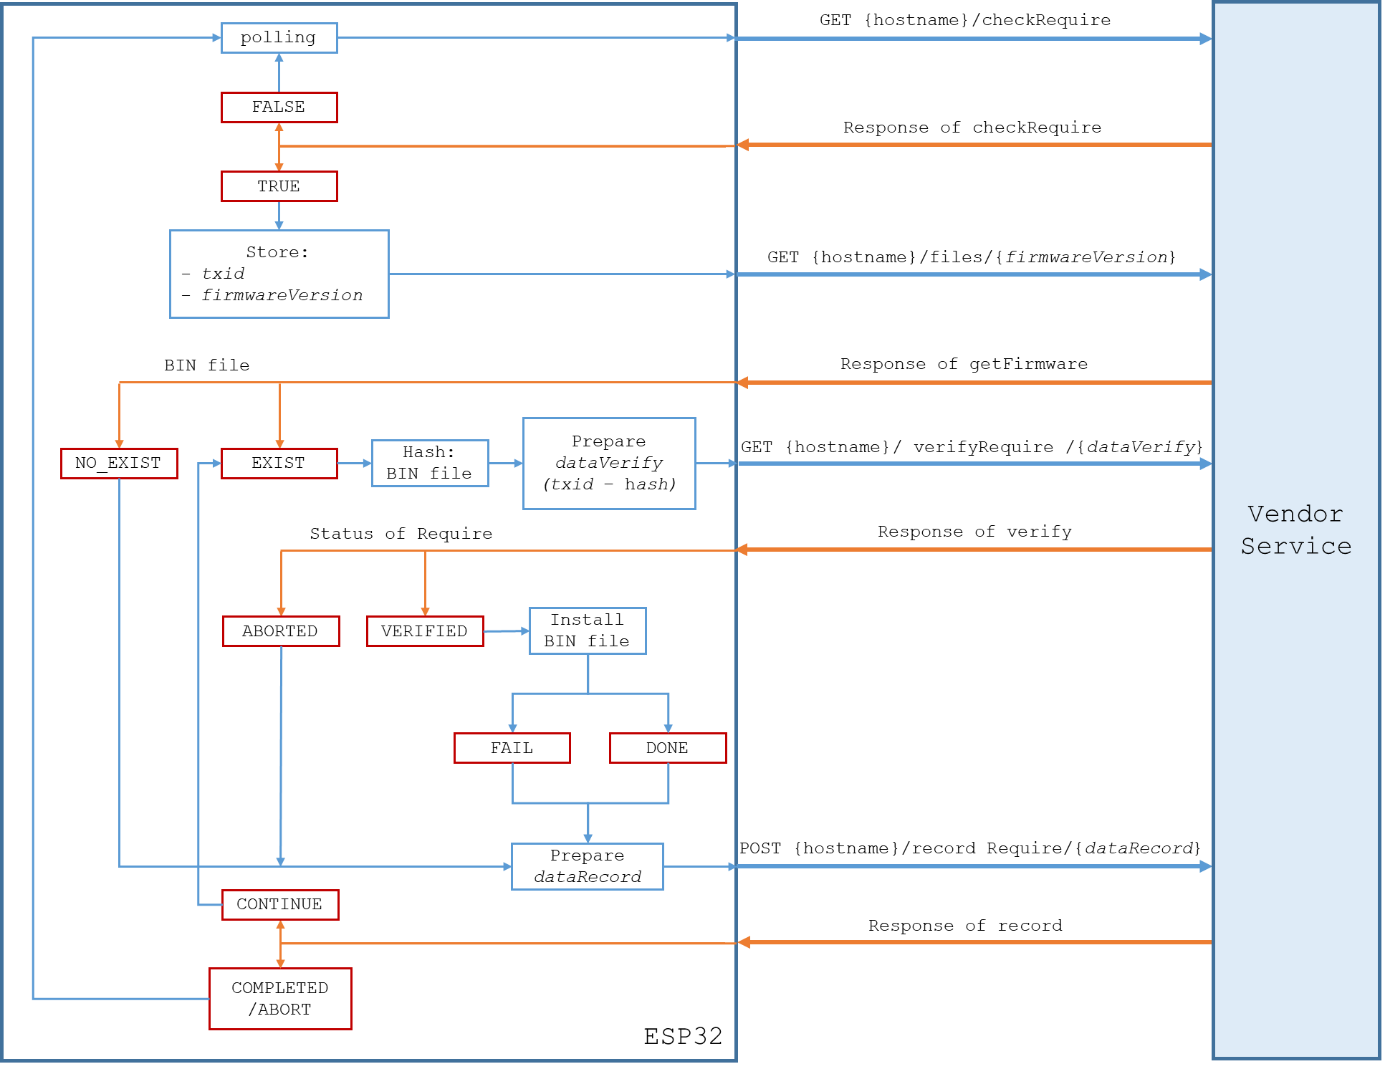 polling
GET {hostname}/checkRequire
FALSE
Response of checkRequire
TRUE
Store:
- txid
- firmwareVersion
GET {hostname}/files/{firmwareVersion}
BIN file
Response of getFirmware
NO_EXIST
EXIST
Hash:
BIN file
Prepare
dataVerify
(txid - hash)
GET {hostname}/ verifyRequire /{dataVerify}
Vendor
Service
Status of Require
Response of verify
ABORTED
VERIFIED
Install
BIN file
FAIL
DONE
Prepare
dataRecord
POST {hostname}/record Require/{dataRecord}
CONTINUE
Response of record
COMPLETED
/ABORT
ESP32